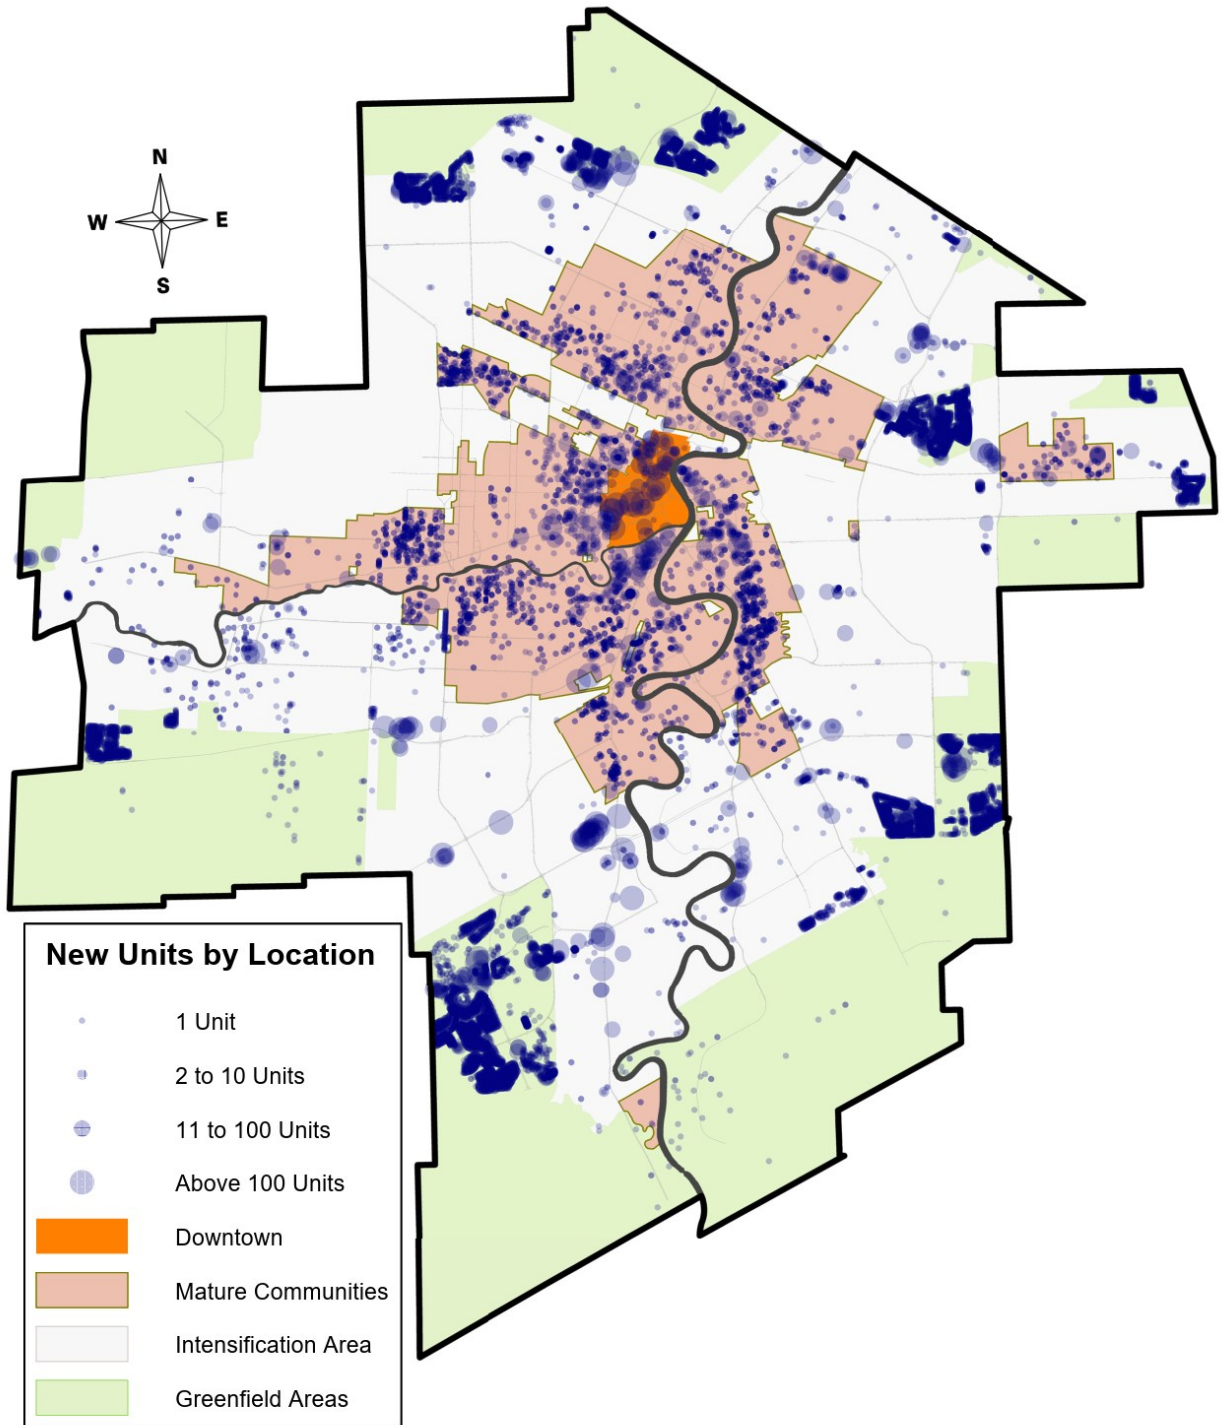 N
W E
S
New Units by Location
1 Unit
2 to 10 Units
11 to 100 Units
Above 100 Units
Downtown
Mature Communities
Intensification Area
Greenfield Areas